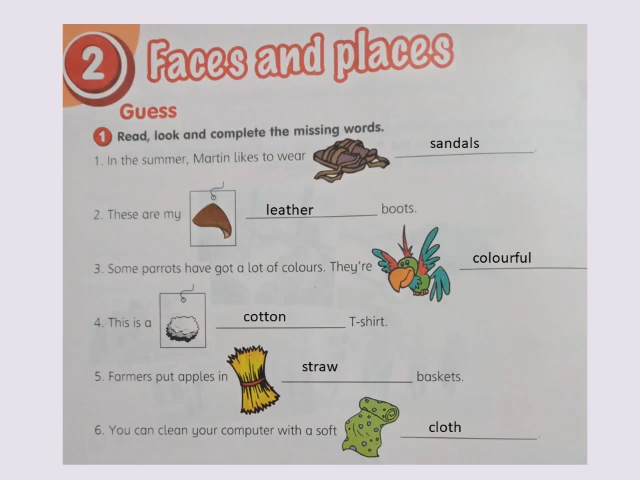 2 Faces and places
Guess
1 Read, look and complete the missing words.
1. In the summer, Martin likes to wear sandals.
2. These are my leather boots.
3. Some parrots have got a lot of colours. They're colourful
4. This is a cotton T-shirt.
5. Farmers put apples in straw baskets.
6. You can clean your computer with a soft cloth.